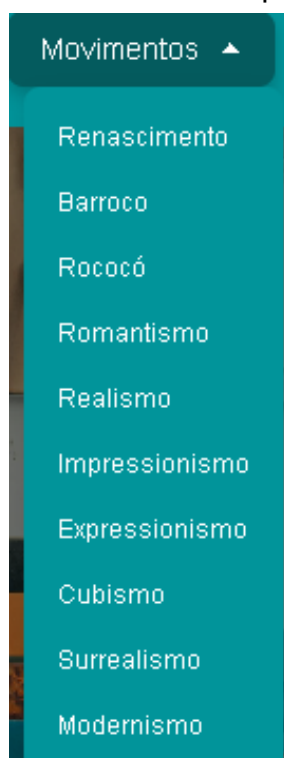 Movimentos
Renascimento
Barroco
Rococó
Romantismo
Realismo
Impressionismo
Expressionismo
Cubismo
Surrealismo
Modernismo